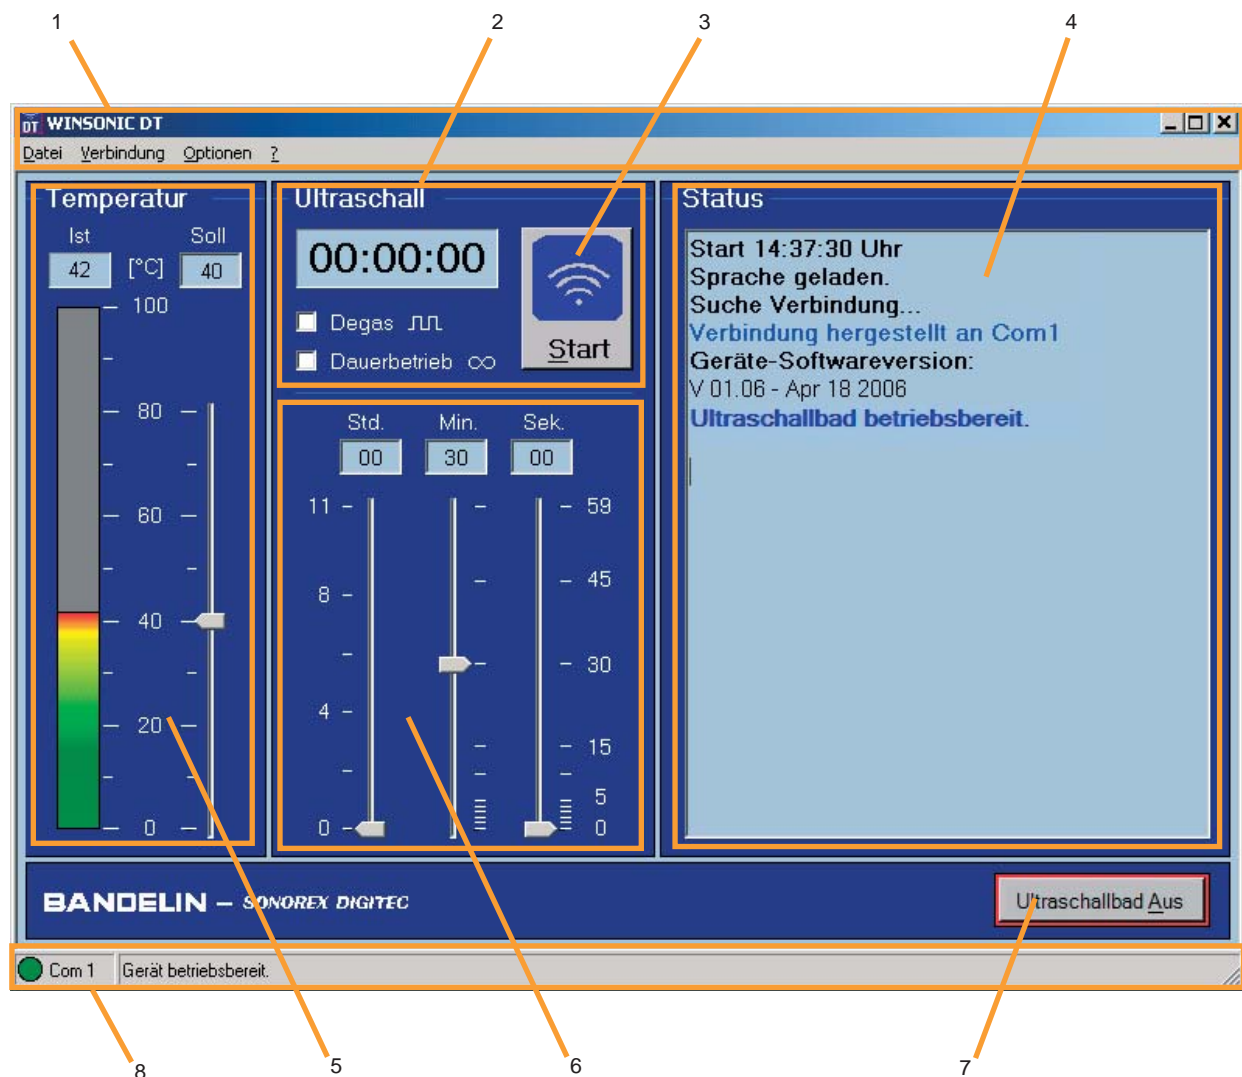 1 2 3 4
DT WINSONIC DT
Datei Verbindung Optionen ?
Temperatur
Ist Soll
42 [°C] 40
100
80
60
40
20
0
Ultraschall
00:00:00
Degas
Dauerbetrieb ∞
Start
Std. Min. Sek.
00 30 00
11 59
45
8
30
4
15
5
0 0
Status
Start 14:37:30 Uhr
Sprache geladen.
Suche Verbindung...
Verbindung hergestellt an Com1
Geräte-Softwareversion:
V 01.06 - Apr 18 2006
Ultraschallbad betriebsbereit.
BANDELIN – SONOREX DIGITEC
Ultraschallbad Aus
Com 1 Gerät betriebsbereit.
8 5 6 7